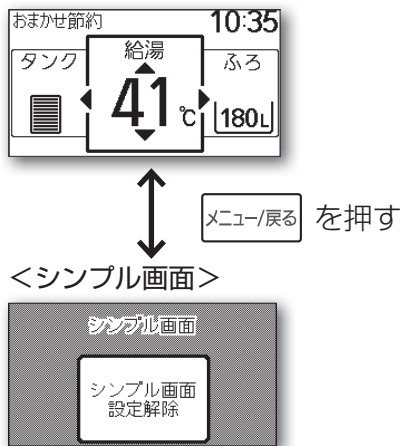 おまかせ節約 10:35
タンク 給湯 ふろ
41℃ 180L
メニュー/戻る を押す
＜シンプル画面＞
シンプル画面
シンプル画面
設定解除